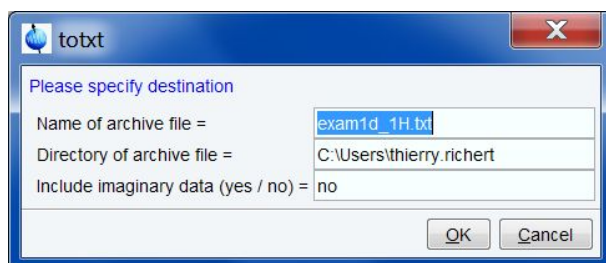 totxt
Please specify destination
Name of archive file = exam1d_1H.txt
Directory of archive file = C:\Users\thierry.richert
Include imaginary data (yes / no) = no
OK Cancel